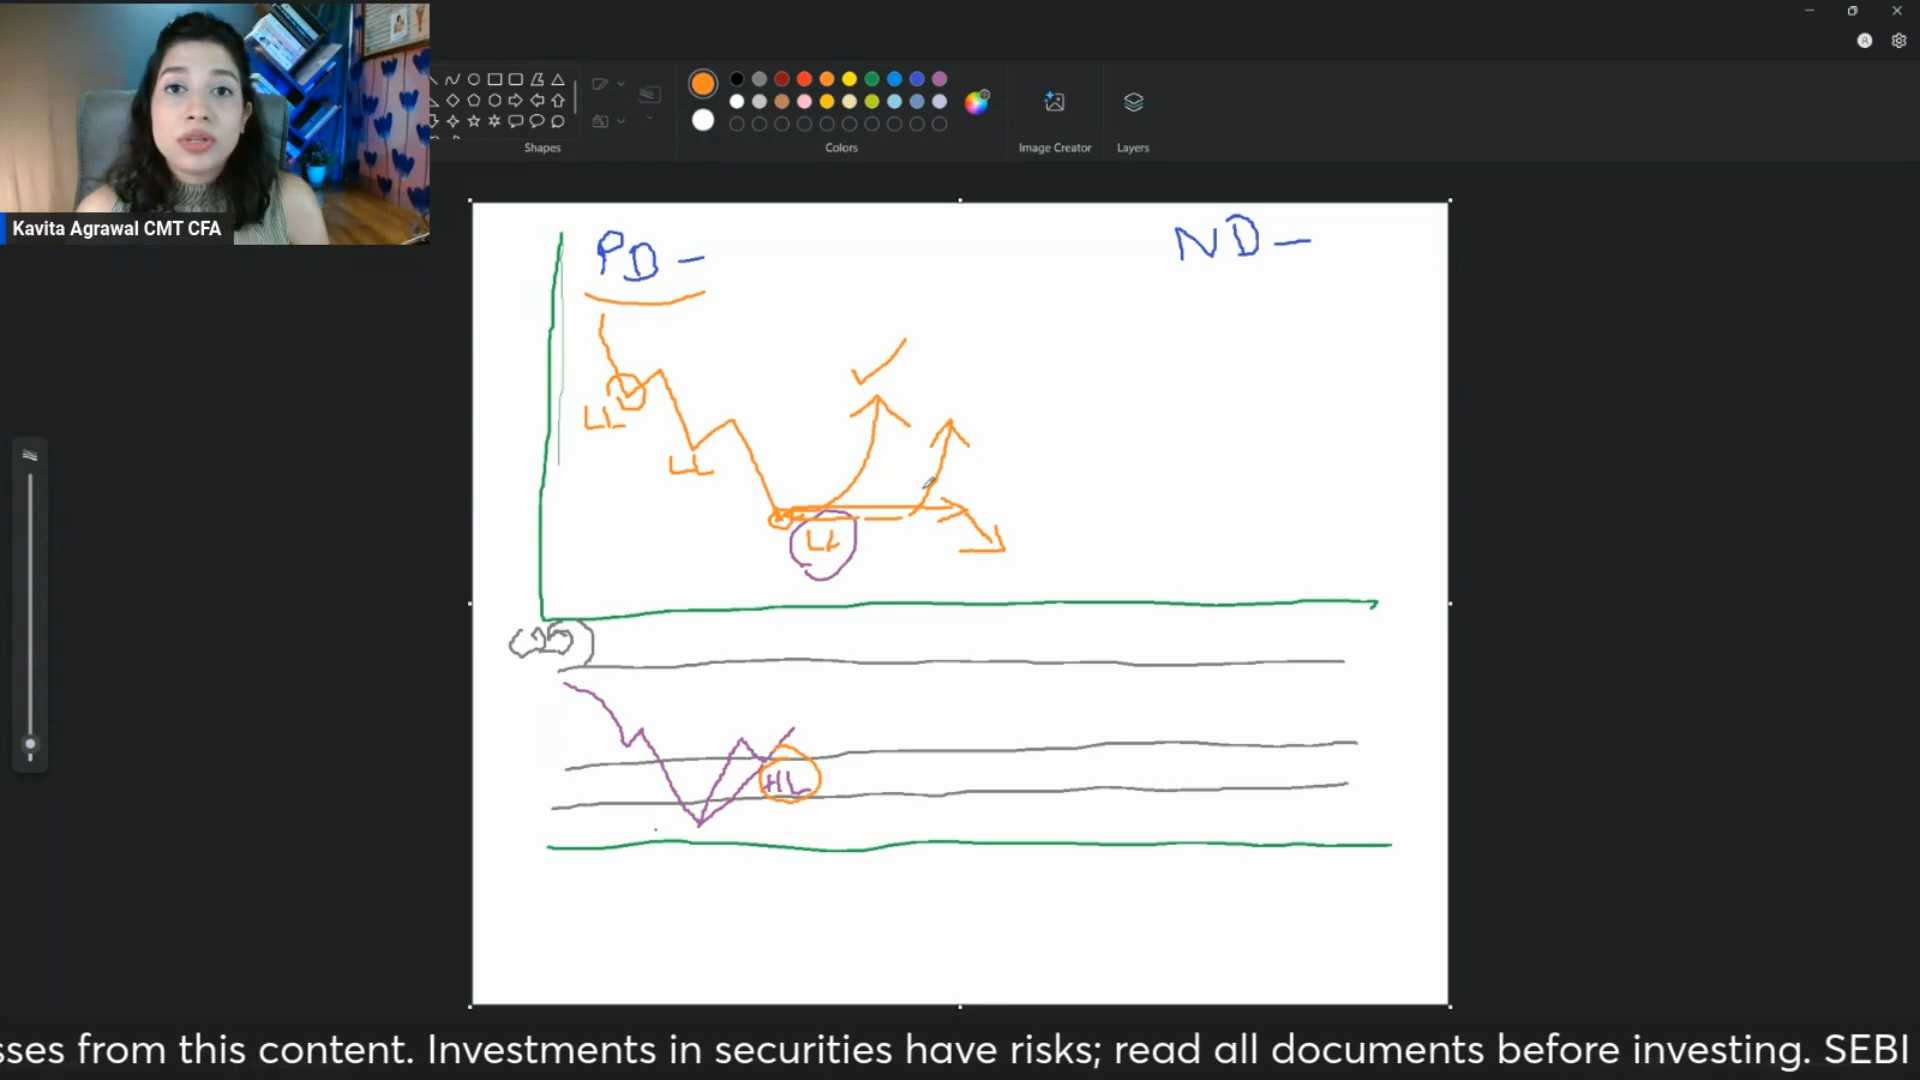 Kavita Agrawal CMT CFA
Shapes
Colors
Image Creator
Layers
PD-
ND-
LL
LL
LL
HL
sses from this content. Investments in securities have risks; read all documents before investing. SEBI